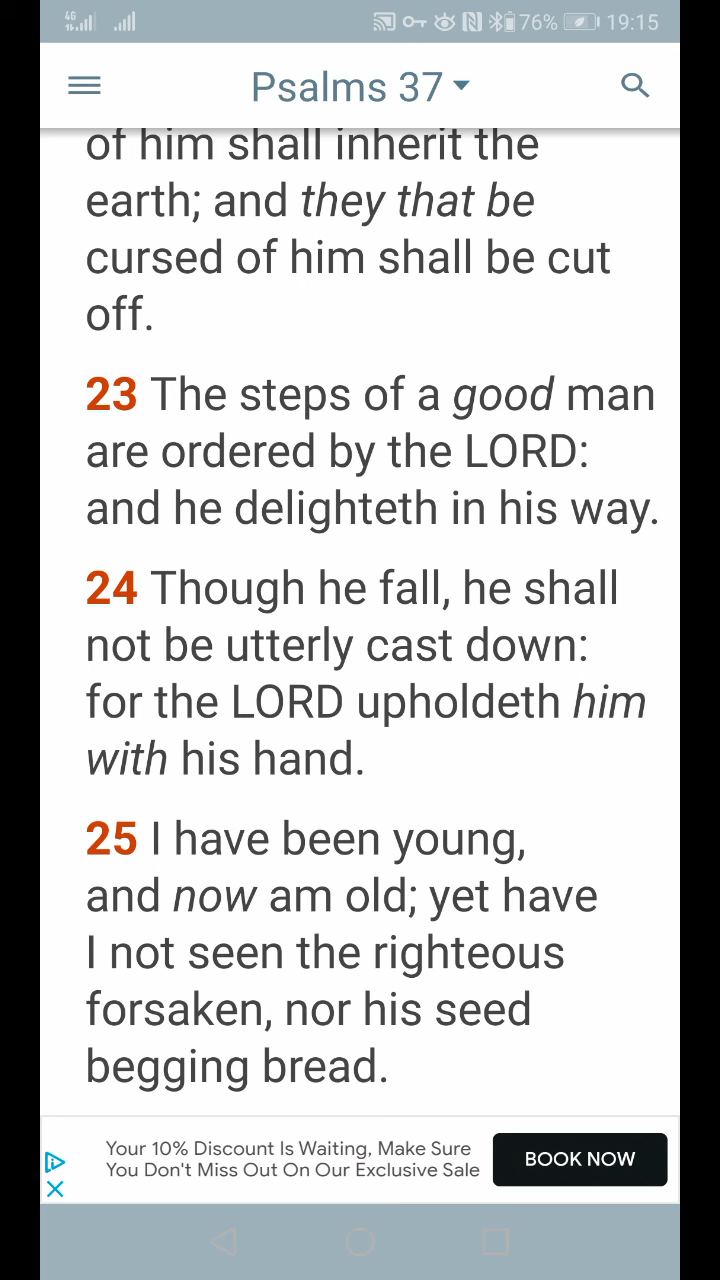 4G 76% 19:15
Psalms 37
of him shall inherit the
earth; and they that be
cursed of him shall be cut
off.
23 The steps of a good man
are ordered by the LORD:
and he delighteth in his way.
24 Though he fall, he shall
not be utterly cast down:
for the LORD upholdeth him
with his hand.
25 I have been young,
and now am old; yet have
I not seen the righteous
forsaken, nor his seed
begging bread.
Your 10% Discount Is Waiting, Make Sure
You Don't Miss Out On Our Exclusive Sale
BOOK NOW